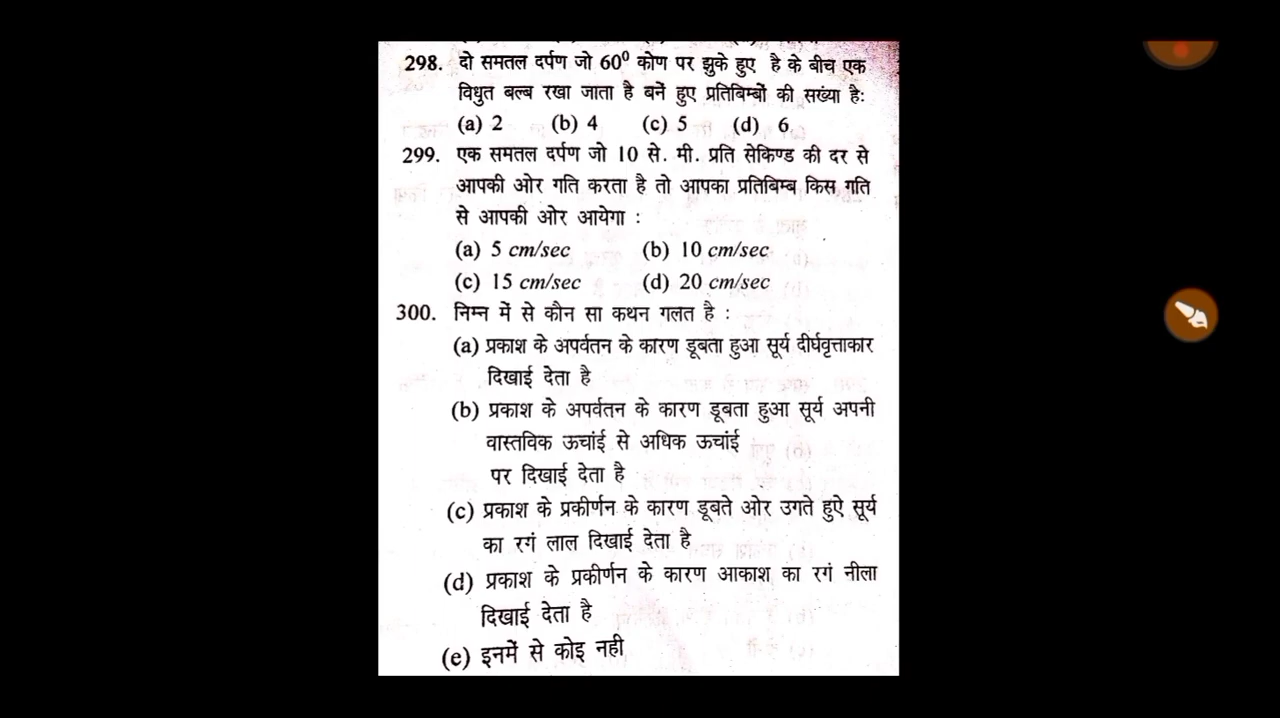 298. दो समतल दर्पण जो 60⁰ कोण पर झुके हुए है के बीच एक
विधुत बल्ब रखा जाता है बनें हुए प्रतिबिम्बों की सख्या हैः
(a) 2 (b) 4 (c) 5 (d) 6
299. एक समतल दर्पण जो 10 से. मी. प्रति सेकिण्ड की दर से
आपकी ओर गति करता है तो आपका प्रतिबिम्ब किस गति
से आपकी ओर आयेगा :
(a) 5 cm/sec (b) 10 cm/sec
(c) 15 cm/sec (d) 20 cm/sec
300. निम्न में से कौन सा कथन गलत है :
(a) प्रकाश के अपर्वतन के कारण डूबता हुआ सूर्य दीर्घवृत्ताकार
दिखाई देता है
(b) प्रकाश के अपर्वतन के कारण डूबता हुआ सूर्य अपनी
वास्तविक ऊचांई से अधिक ऊचांई
पर दिखाई देता है
(c) प्रकाश के प्रकीर्णन के कारण डूबते ओर उगते हुऐ सूर्य
का रगं लाल दिखाई देता है
(d) प्रकाश के प्रकीर्णन के कारण आकाश का रगं नीला
दिखाई देता है
(e) इनमें से कोइ नही